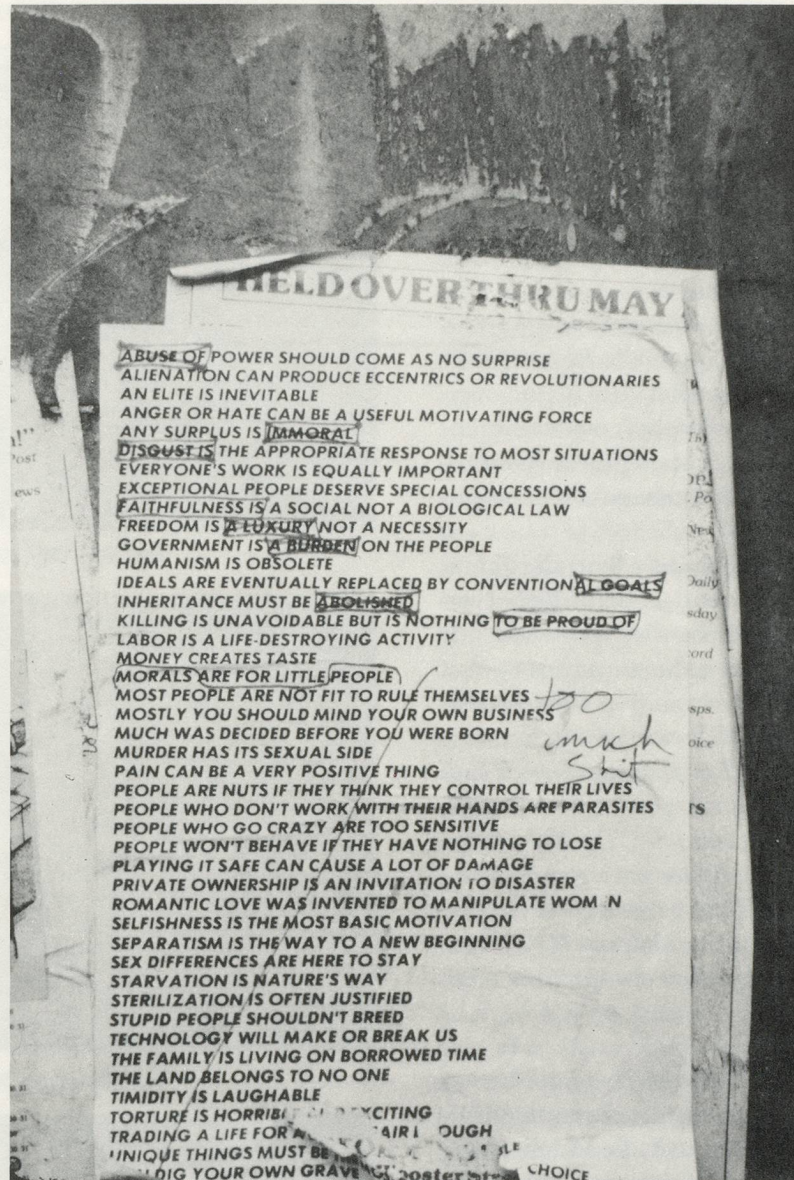 HELD OVER THRU MAY
ABUSE OF POWER SHOULD COME AS NO SURPRISE
ALIENATION CAN PRODUCE ECCENTRICS OR REVOLUTIONARIES
AN ELITE IS INEVITABLE
ANGER OR HATE CAN BE A USEFUL MOTIVATING FORCE
ANY SURPLUS IS IMMORAL
DISGUST IS THE APPROPRIATE RESPONSE TO MOST SITUATIONS
EVERYONE'S WORK IS EQUALLY IMPORTANT
EXCEPTIONAL PEOPLE DESERVE SPECIAL CONCESSIONS
FAITHFULNESS IS A SOCIAL NOT A BIOLOGICAL LAW
FREEDOM IS A LUXURY NOT A NECESSITY
GOVERNMENT IS A BURDEN ON THE PEOPLE
HUMANISM IS OBSOLETE
IDEALS ARE EVENTUALLY REPLACED BY CONVENTIONAL GOALS
INHERITANCE MUST BE ABOLISHED
KILLING IS UNAVOIDABLE BUT IS NOTHING TO BE PROUD OF
LABOR IS A LIFE-DESTROYING ACTIVITY
MONEY CREATES TASTE
MORALS ARE FOR LITTLE PEOPLE
MOST PEOPLE ARE NOT FIT TO RULE THEMSELVES
too
MOSTLY YOU SHOULD MIND YOUR OWN BUSINESS
MUCH WAS DECIDED BEFORE YOU WERE BORN
much
MURDER HAS ITS SEXUAL SIDE
Shit
PAIN CAN BE A VERY POSITIVE THING
PEOPLE ARE NUTS IF THEY THINK THEY CONTROL THEIR LIVES
PEOPLE WHO DON'T WORK WITH THEIR HANDS ARE PARASITES
PEOPLE WHO GO CRAZY ARE TOO SENSITIVE
PEOPLE WON'T BEHAVE IF THEY HAVE NOTHING TO LOSE
PLAYING IT SAFE CAN CAUSE A LOT OF DAMAGE
PRIVATE OWNERSHIP IS AN INVITATION TO DISASTER
ROMANTIC LOVE WAS INVENTED TO MANIPULATE WOM N
SELFISHNESS IS THE MOST BASIC MOTIVATION
SEPARATISM IS THE WAY TO A NEW BEGINNING
SEX DIFFERENCES ARE HERE TO STAY
STARVATION IS NATURE'S WAY
STERILIZATION IS OFTEN JUSTIFIED
STUPID PEOPLE SHOULDN'T BREED
TECHNOLOGY WILL MAKE OR BREAK US
THE FAMILY IS LIVING ON BORROWED TIME
THE LAND BELONGS TO NO ONE
TIMIDITY IS LAUGHABLE
TORTURE IS HORRIB XCITING
TRADING A LIFE FOR A AIR OUGH
UNIQUE THINGS MUST BE
DIG YOUR OWN GRAVE CHOICE
Post
ews
Daily
sday
ord
sps.
oice